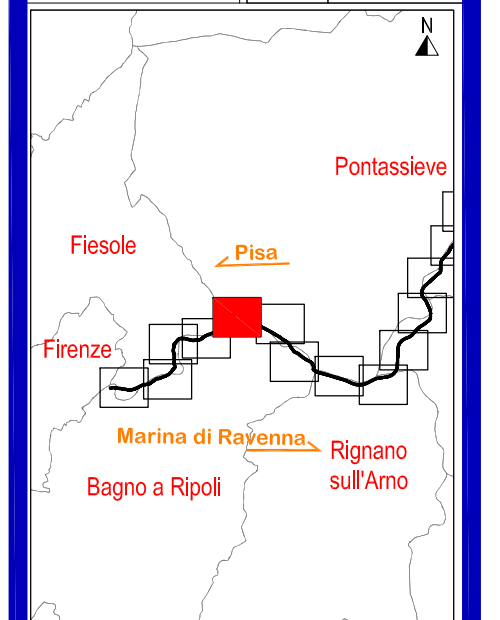 N
Pontassieve
Fiesole
Pisa
Firenze
Marina di Ravenna
Rignano
sull'Arno
Bagno a Ripoli